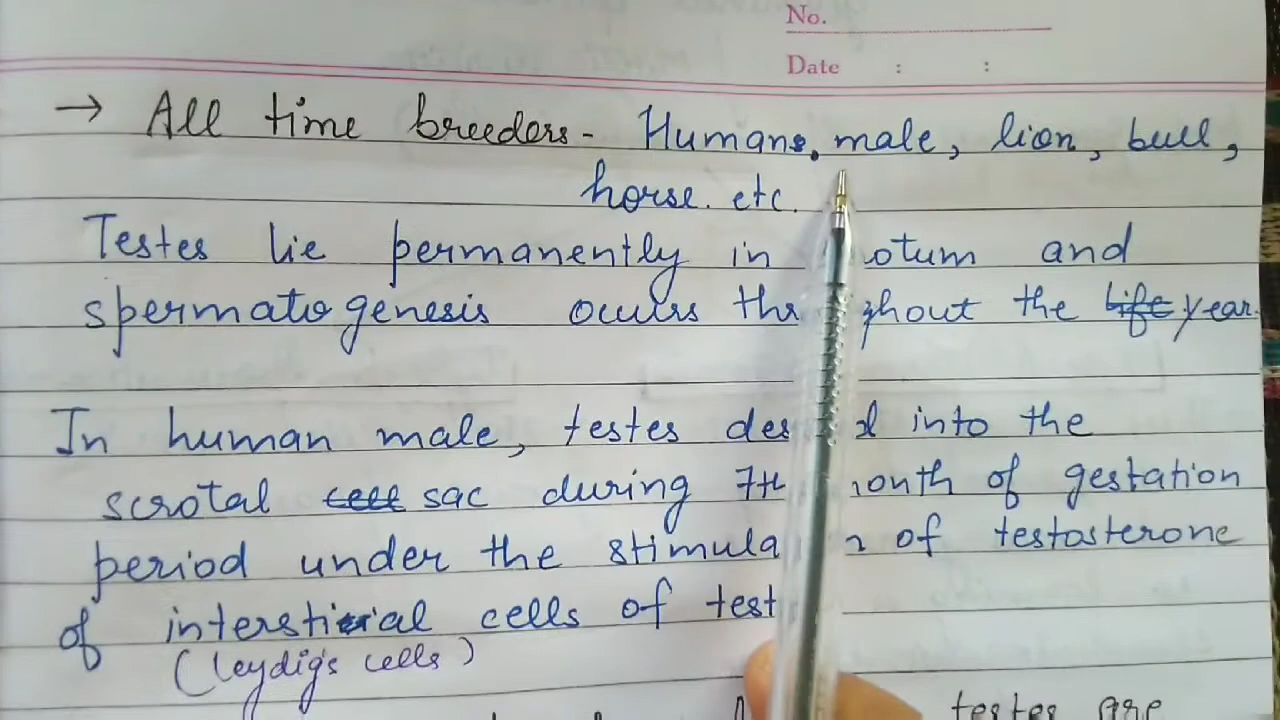 No.
Date : :
→ All time breeders - Humans, male, lion, bull,
horse. etc.
Testes lie permanently in otum and
spermatogenesis occurs thr ghout the life year.
In human male, testes des d into the
scrotal cell sac during 7th onth of gestation
period under the stimula n of testosterone
of interstitial cells of test
(leydig's cells)
testes are